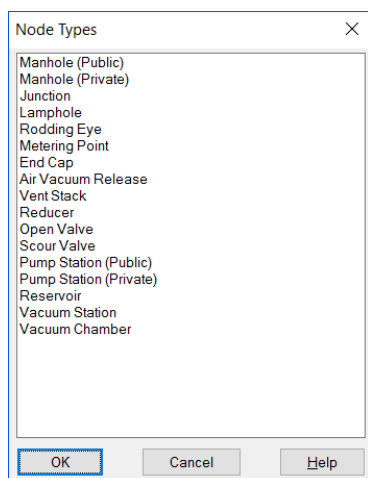 Node Types
Manhole (Public)
Manhole (Private)
Junction
Lamphole
Rodding Eye
Metering Point
End Cap
Air Vacuum Release
Vent Stack
Reducer
Open Valve
Scour Valve
Pump Station (Public)
Pump Station (Private)
Reservoir
Vacuum Station
Vacuum Chamber
OK Cancel Help